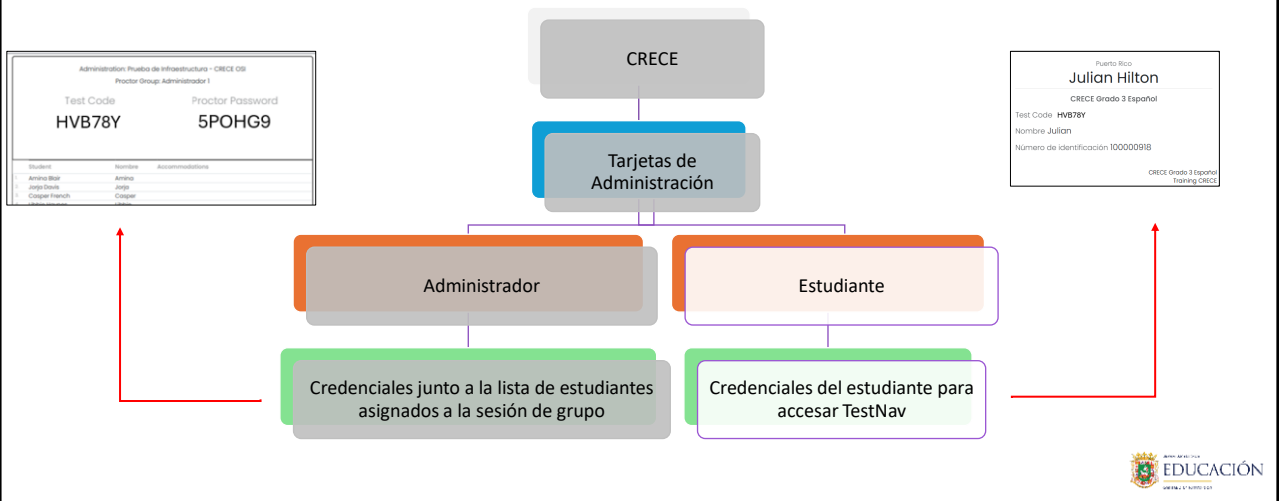 CRECE
Administration: Prueba de Infraestructura - CRECE OSI
Proctor Group: Administrador 1
Test Code Proctor Password
HVB78Y 5POHG9
Student Nombre Accommodations
1 Amina Blair Amina
Jorja Davis Jorja
Casper French Casper
Puerto Rico
Julian Hilton
CRECE Grado 3 Español
Test Code HVB78Y
Nombre Julian
Número de identificación 100000918
CRECE Grado 3 Español
Training CRECE
Tarjetas de
Administración
Administrador
Estudiante
Credenciales junto a la lista de estudiantes
asignados a la sesión de grupo
Credenciales del estudiante para
accesar TestNav
EDUCACIÓN